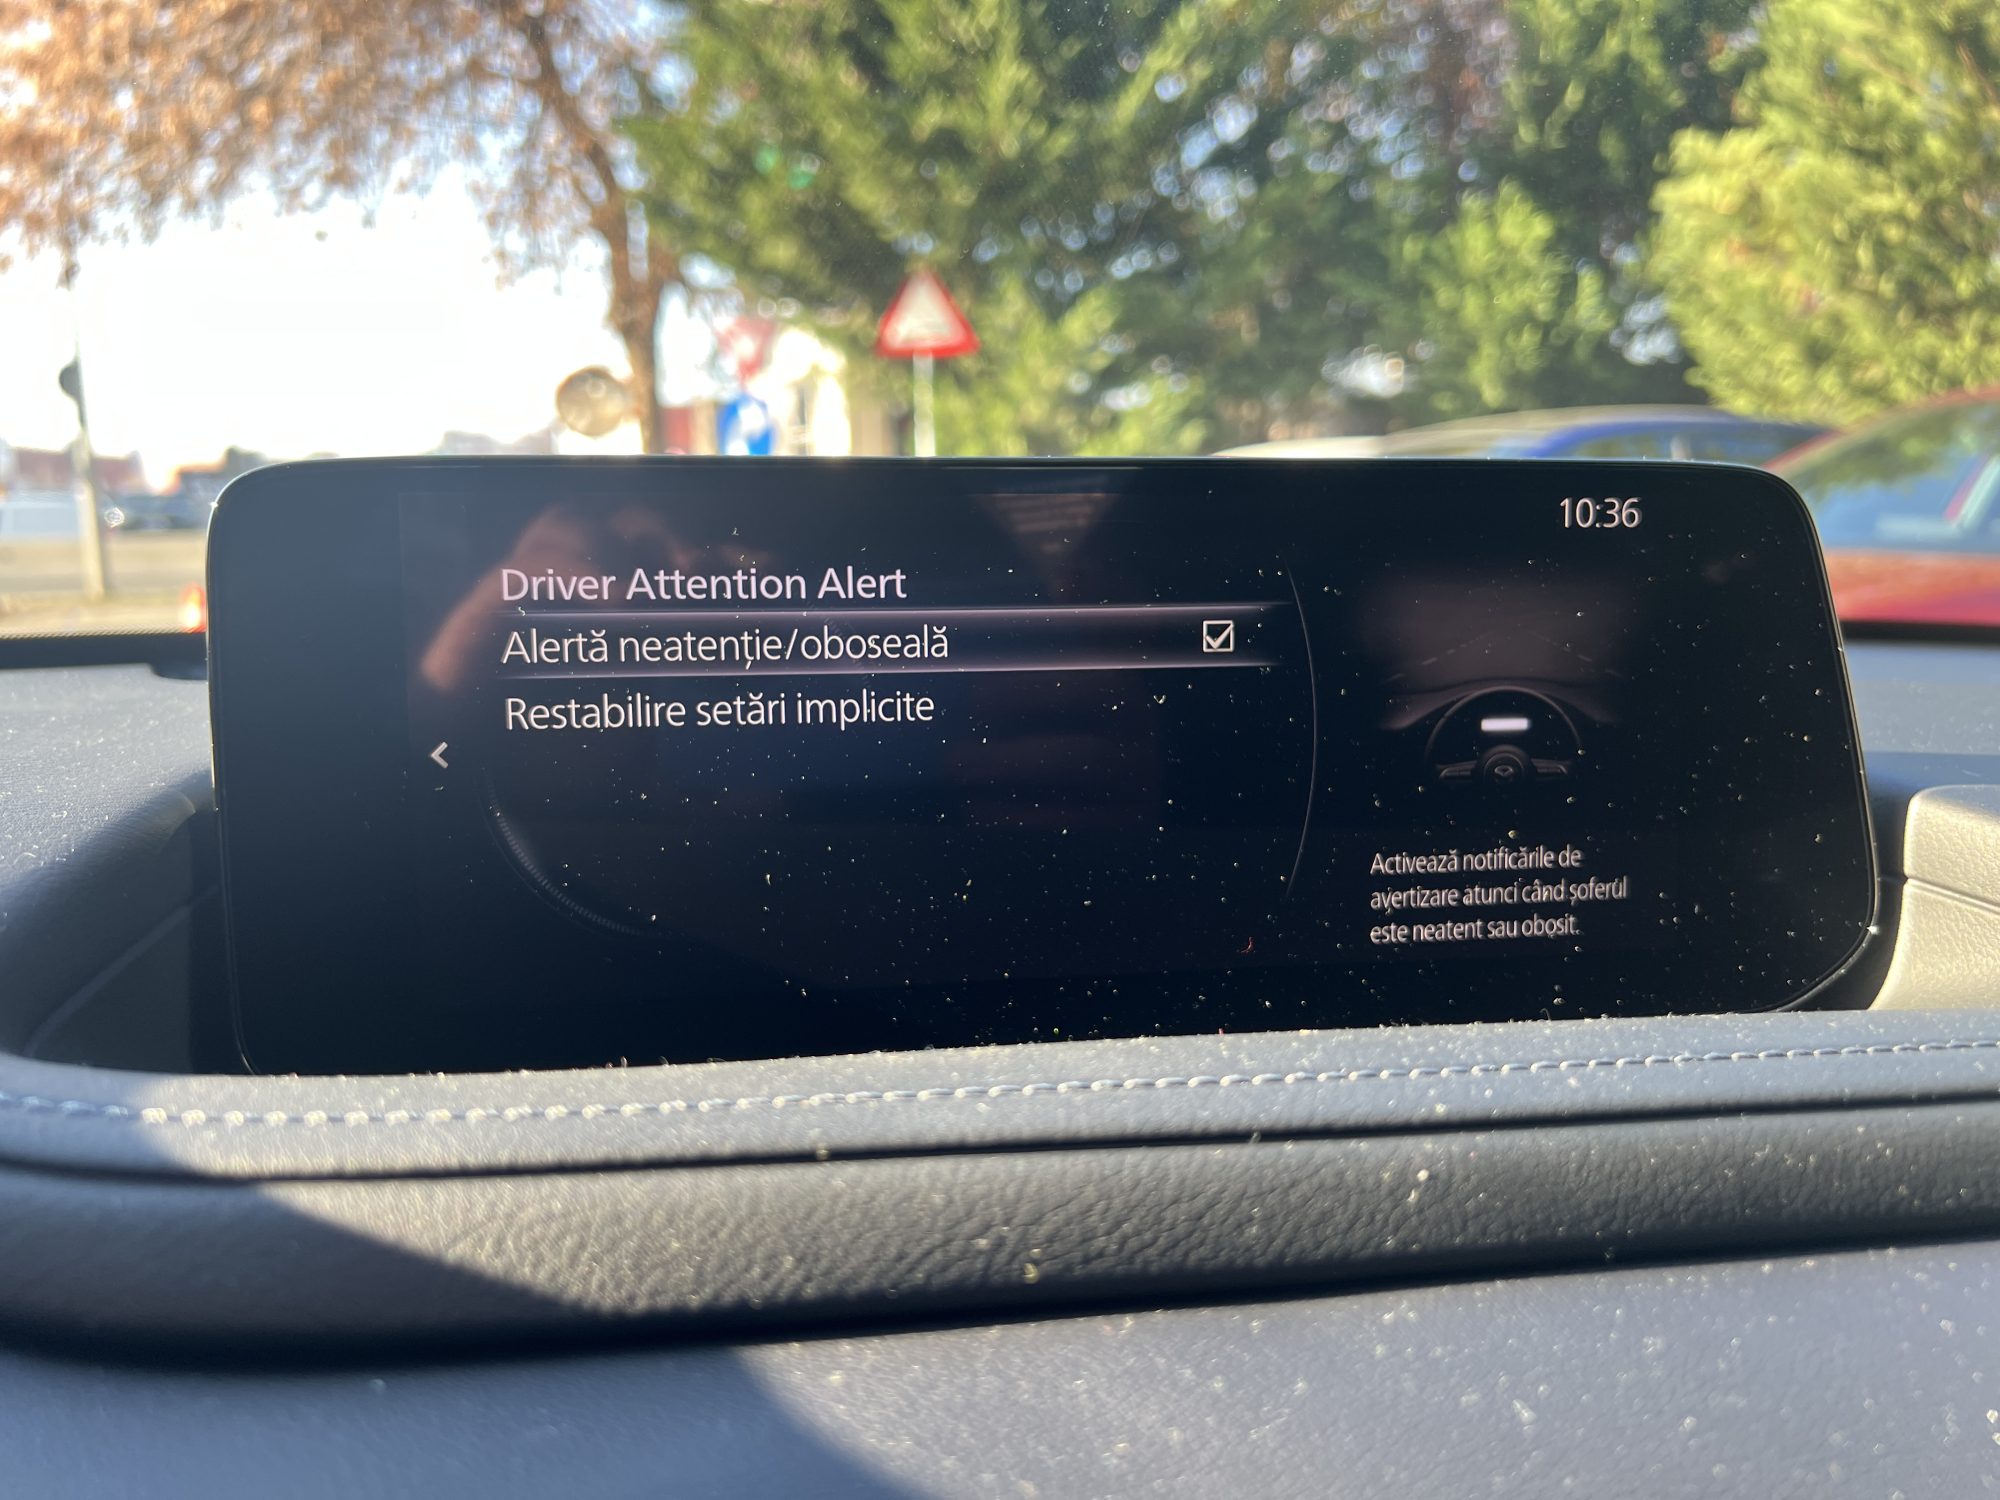 10:36
Driver Attention Alert
Alertă neatenție/oboseală
Restabilire setări implicite
Activează notificările de
avertizare atunci când șoferul
este neatent sau obosit.